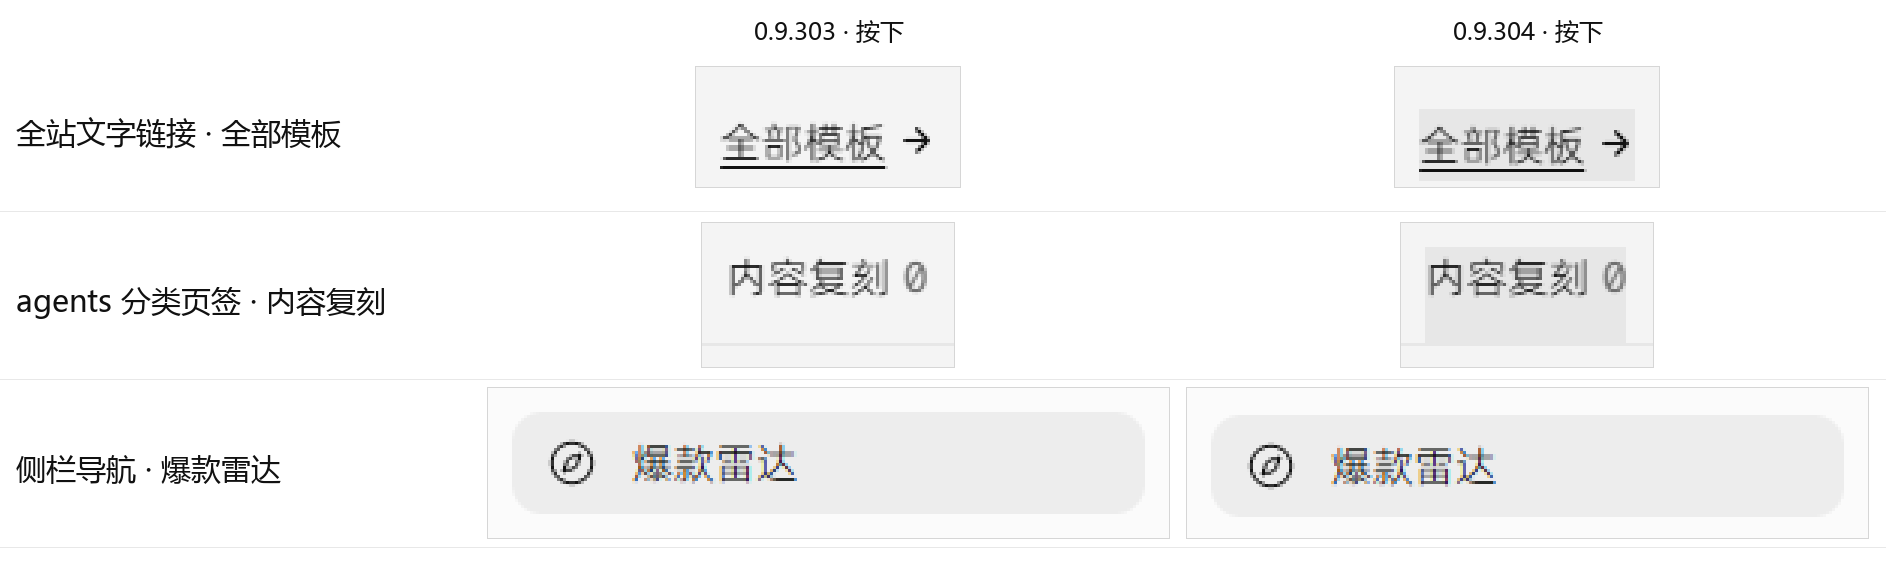 0.9.303 · 按下
0.9.304 · 按下
全站文字链接 · 全部模板
全部模板 →
全部模板 →
agents 分类页签 · 内容复刻
内容复刻 0
内容复刻 0
侧栏导航 · 爆款雷达
爆款雷达
爆款雷达